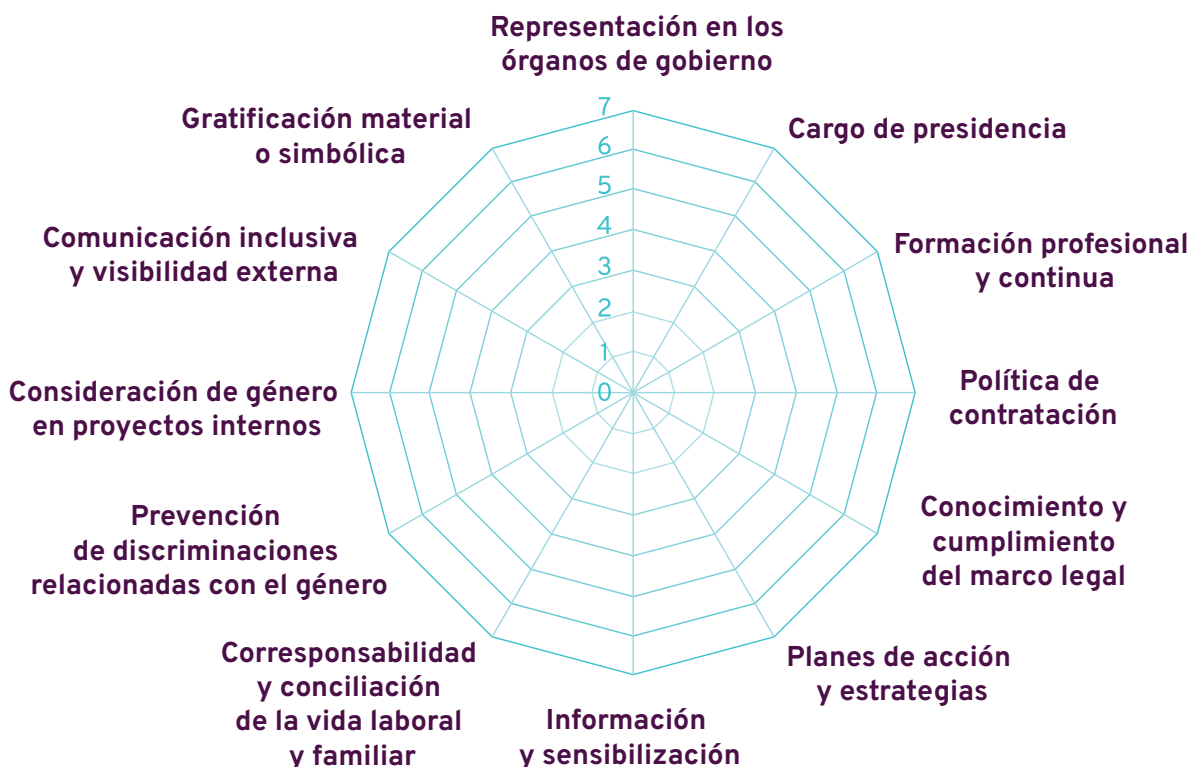 Representación en los
órganos de gobierno
Cargo de presidencia
Formación profesional
y continua
Política de
contratación
Conocimiento y
cumplimiento
del marco legal
Planes de acción
y estrategias
Información
y sensibilización
Corresponsabilidad
y conciliación
de la vida laboral
y familiar
Prevención
de discriminaciones
relacionadas con el género
Consideración de género
en proyectos internos
Comunicación inclusiva
y visibilidad externa
Gratificación material
o simbólica
7
6
5
4
3
2
1
0